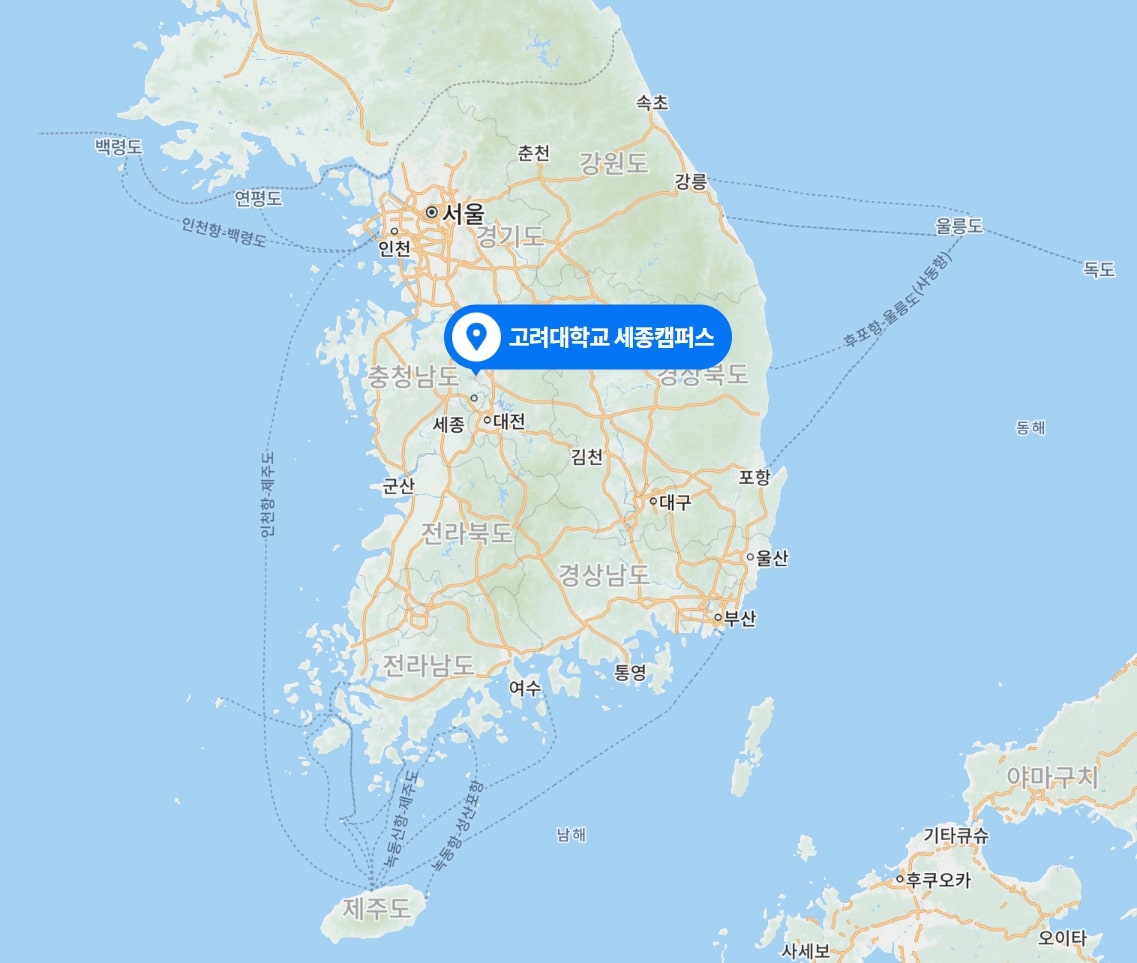 속초
백령도
춘천
강원도
강릉
연평도
서울
울릉도
인천항-백령도
경기도
인천
독도
후포항-울릉도(사동항)
고려대학교 세종캠퍼스
충청남도
경상북도
세종
대전
동해
김천
인천항-제주도
군산
포항
대구
전라북도
울산
경상남도
부산
전라남도
통영
여수
야마구치
녹동신항-제주도
녹동항-성산포항
남해
기타큐슈
후쿠오카
제주도
오이타
사세보